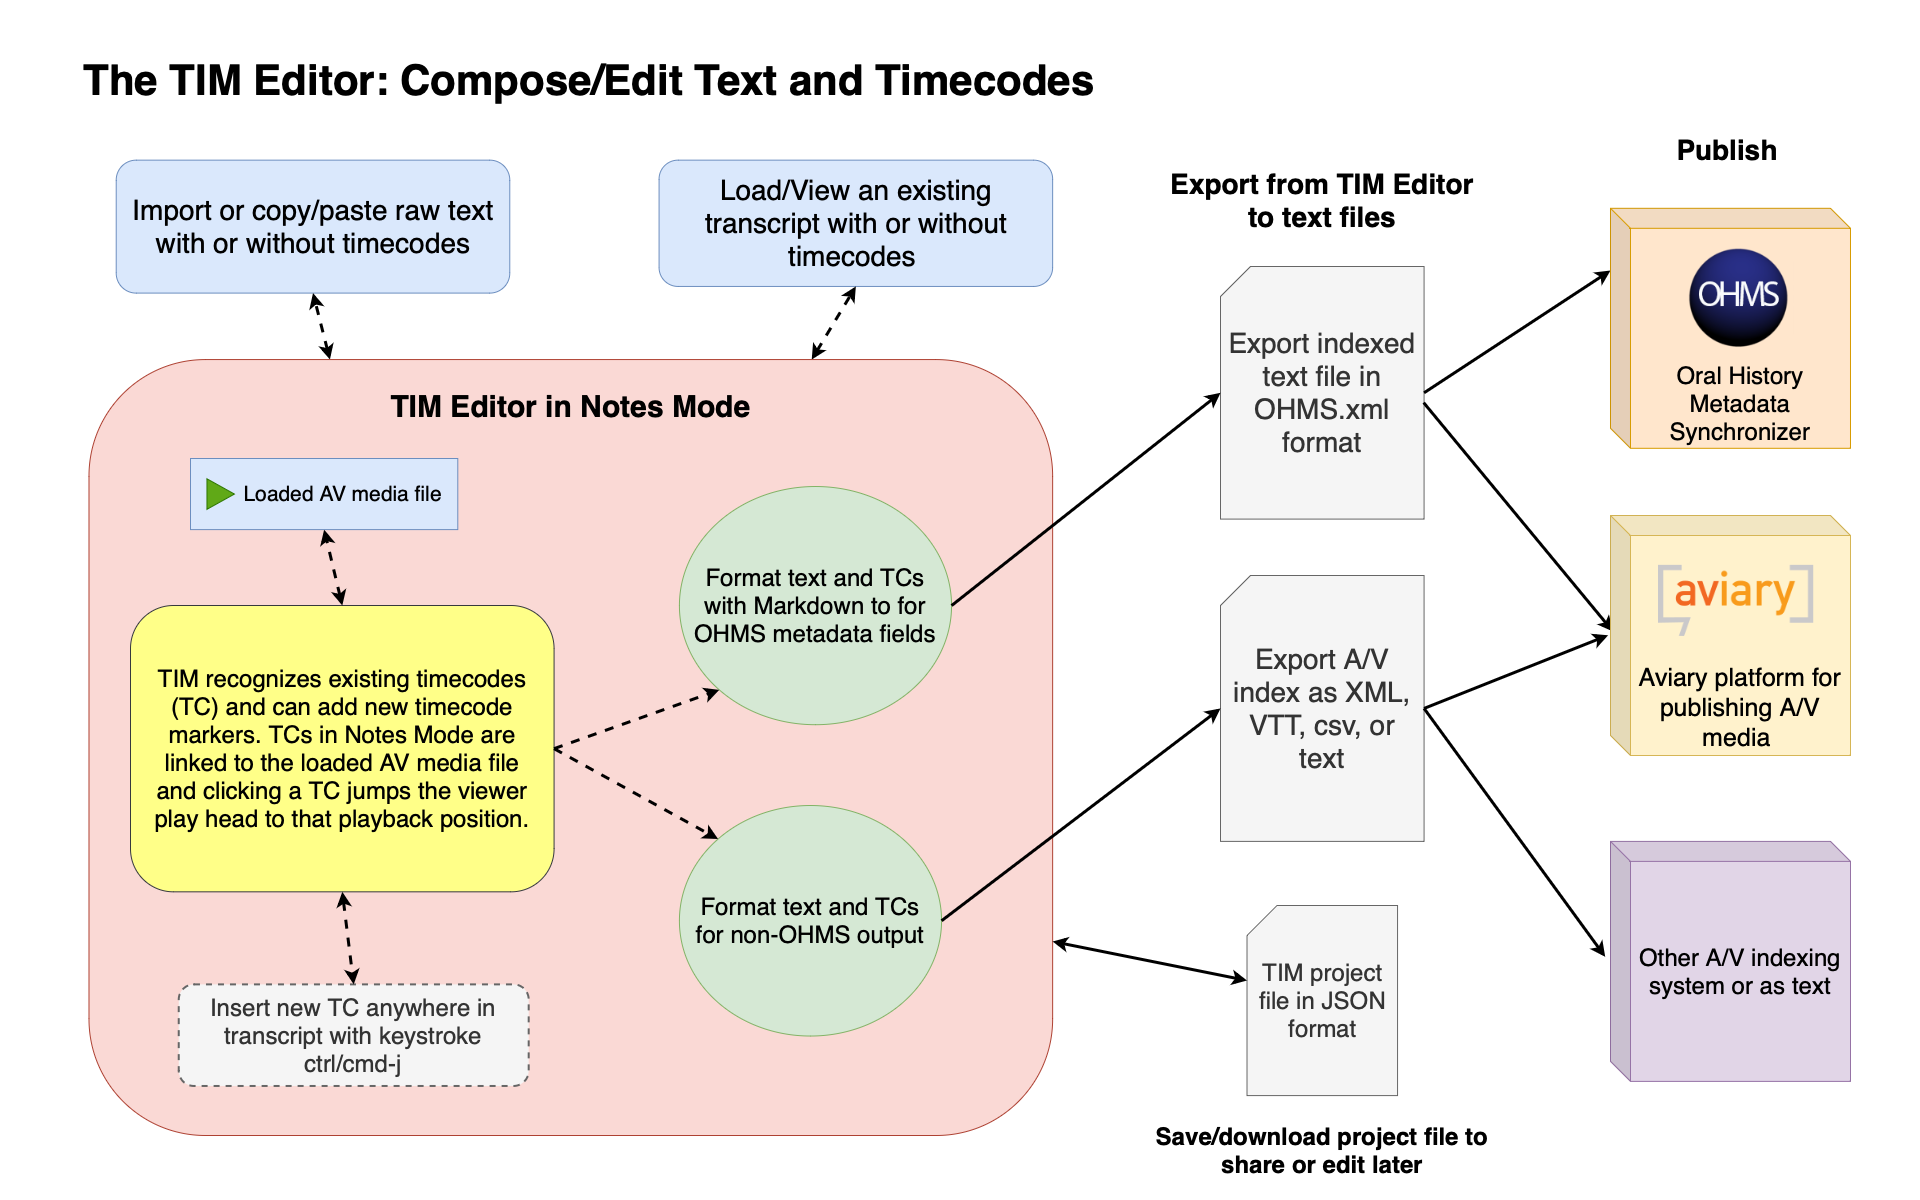 The TIM Editor: Compose/Edit Text and Timecodes
Import or copy/paste raw text
with or without timecodes
Load/View an existing
transcript with or without
timecodes
TIM Editor in Notes Mode
Loaded AV media file
TIM recognizes existing timecodes
(TC) and can add new timecode
markers. TCs in Notes Mode are
linked to the loaded AV media file
and clicking a TC jumps the viewer
play head to that playback position.
Insert new TC anywhere in
transcript with keystroke
ctrl/cmd-j
Format text and TCs
with Markdown to for
OHMS metadata fields
Format text and TCs
for non-OHMS output
Export from TIM Editor
to text files
Export indexed
text file in
OHMS.xml
format
Export A/V
index as XML,
VTT, csv, or
text
TIM project
file in JSON
format
Save/download project file to
share or edit later
Publish
OHMS
Oral History
Metadata
Synchronizer
aviary
Aviary platform for
publishing A/V
media
Other A/V indexing
system or as text